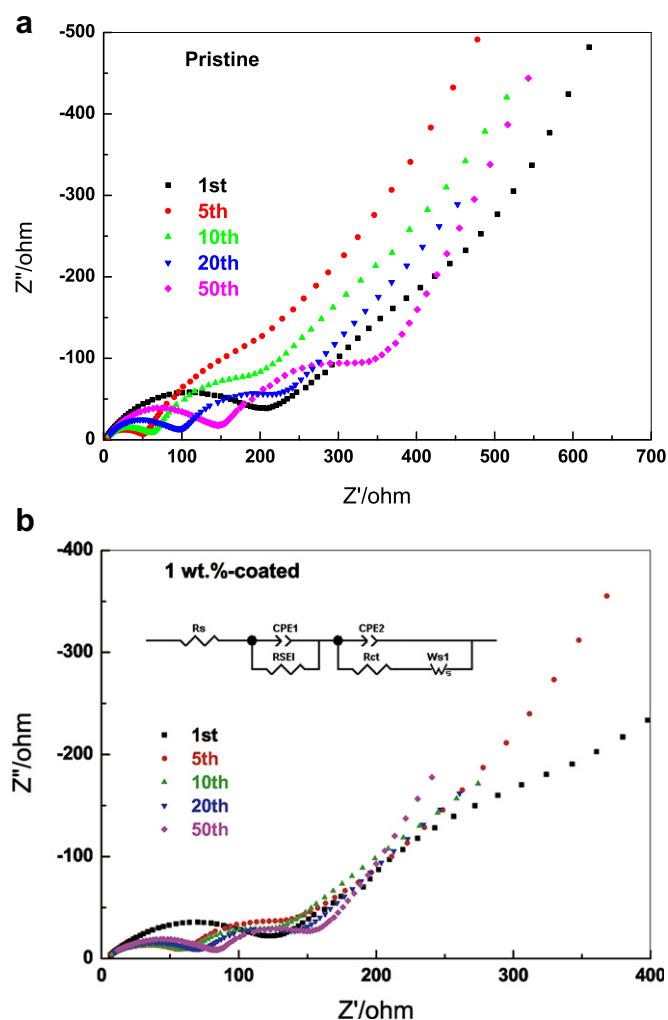 a
Pristine
-500
-400
-300
-200
-100
0
Z"/ohm
1st
5th
10th
20th
50th
0 100 200 300 400 500 600 700
Z'/ohm
b
1 wt.%-coated
-400
-300
-200
-100
0
Z"/ohm
Rs CPE1 CPE2
RSEI Rct Ws1
s
1st
5th
10th
20th
50th
0 100 200 300 400
Z'/ohm